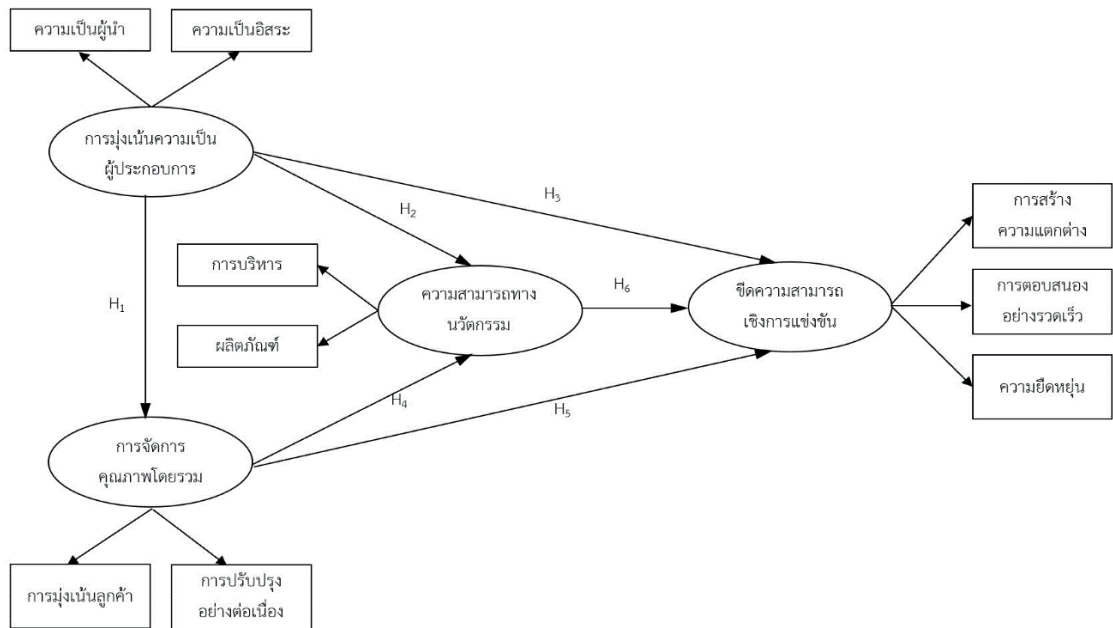 ความเป็นผู้นำ
ความเป็นอิสระ
การมุ่งเน้นความเป็น
ผู้ประกอบการ
H₃
H₂
การสร้าง
ความแตกต่าง
การบริหาร
ความสามารถทาง
นวัตกรรม
H₆
ขีดความสามารถ
เชิงการแข่งขัน
การตอบสนอง
อย่างรวดเร็ว
H₁
ผลิตภัณฑ์
ความยืดหยุ่น
H₄
H₅
การจัดการ
คุณภาพโดยรวม
การมุ่งเน้นลูกค้า
การปรับปรุง
อย่างต่อเนื่อง